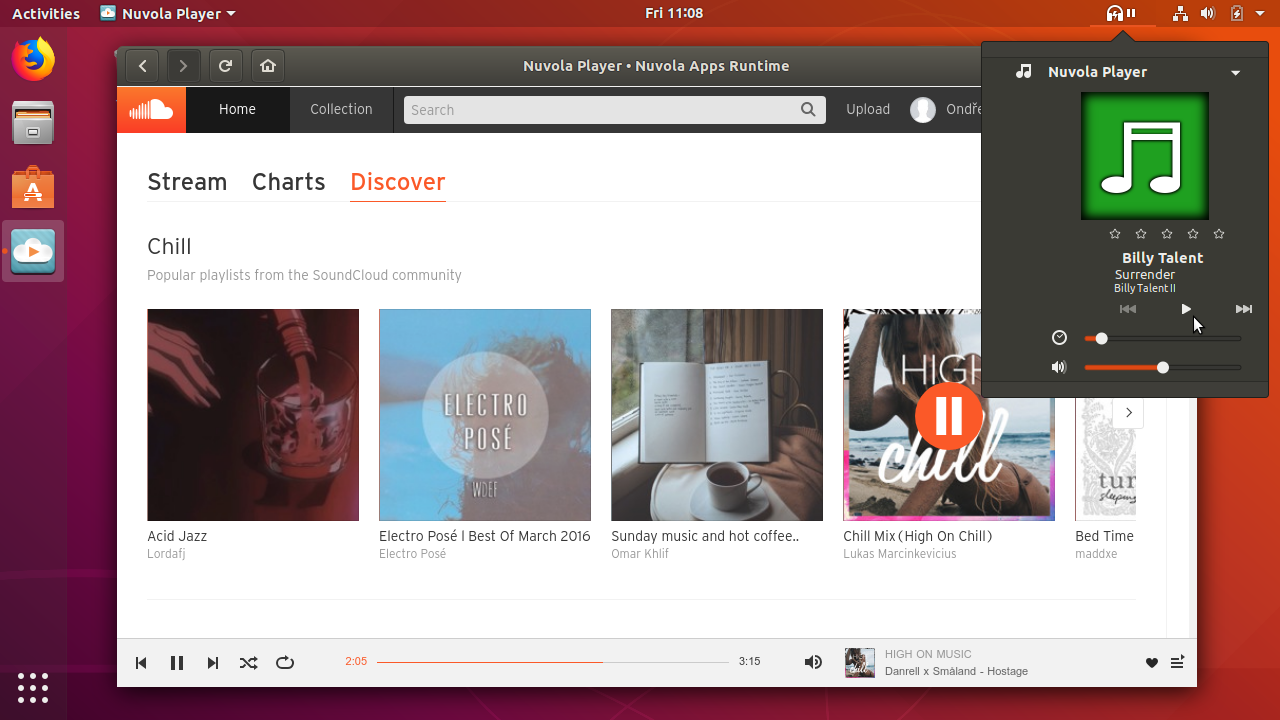 Activities
Nuvola Player
Fri 11:08
Nuvola Player • Nuvola Apps Runtime
Home
Collection
Search
Upload
Ondře
Stream
Charts
Discover
Chill
Popular playlists from the SoundCloud community
ELECTRO
POSÉ
WDEF
HIGH
chill
tur
sleeping
Acid Jazz
Lordafj
Electro Posé | Best Of March 2016
Electro Posé
Sunday music and hot coffee..
Omar Khlif
Chill Mix (High On Chill)
Lukas Marcinkevicius
Bed Time
maddxe
Nuvola Player
Billy Talent
Surrender
Billy Talent II
2:05
3:15
HIGH ON MUSIC
Danrell x Småland - Hostage